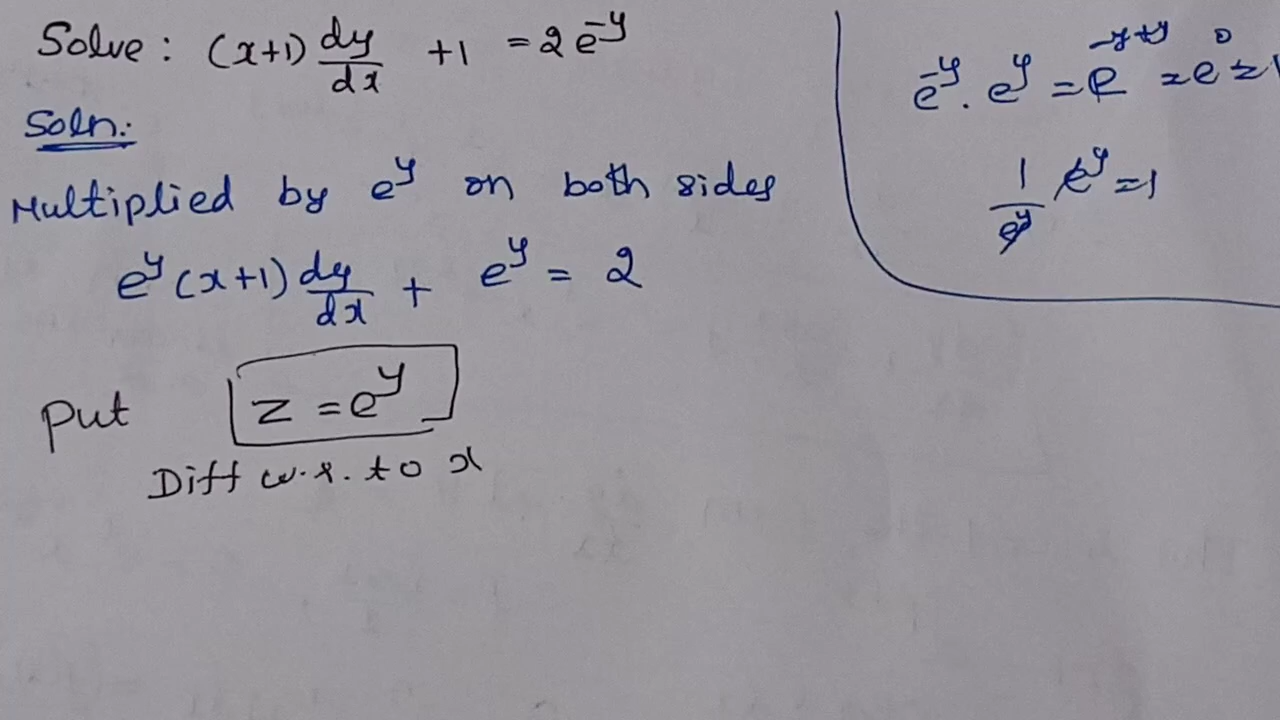 Solve : (x+1) dy/dx + 1 = 2e^-y
Soln:
Multiplied by e^y on both sides
e^y (x+1) dy/dx + e^y = 2
Put z = e^y
Diff w.r. to x
e^-y . e^y = e^-y+y = e^0 = 1
1/e^y e^y = 1